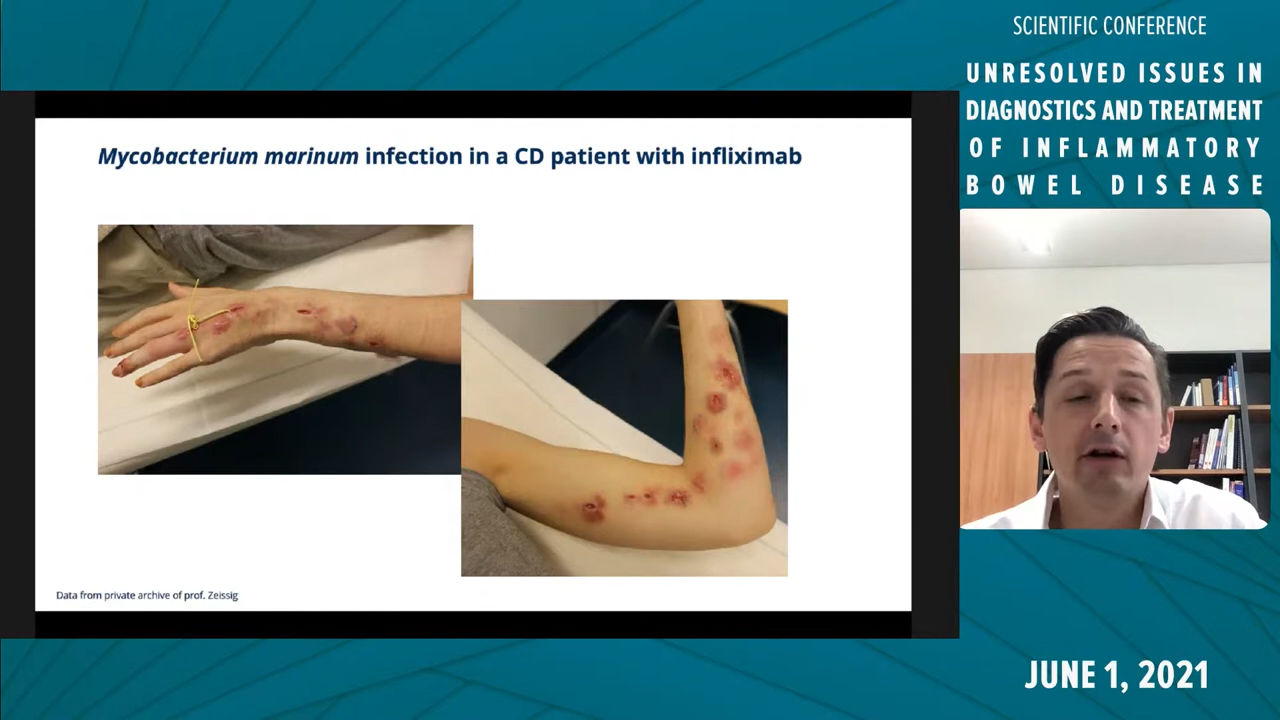 SCIENTIFIC CONFERENCE
UNRESOLVED ISSUES IN
DIAGNOSTICS AND TREATMENT
OF INFLAMMATORY
BOWEL DISEASE
Mycobacterium marinum infection in a CD patient with infliximab
Data from private archive of prof. Zeissig
JUNE 1, 2021